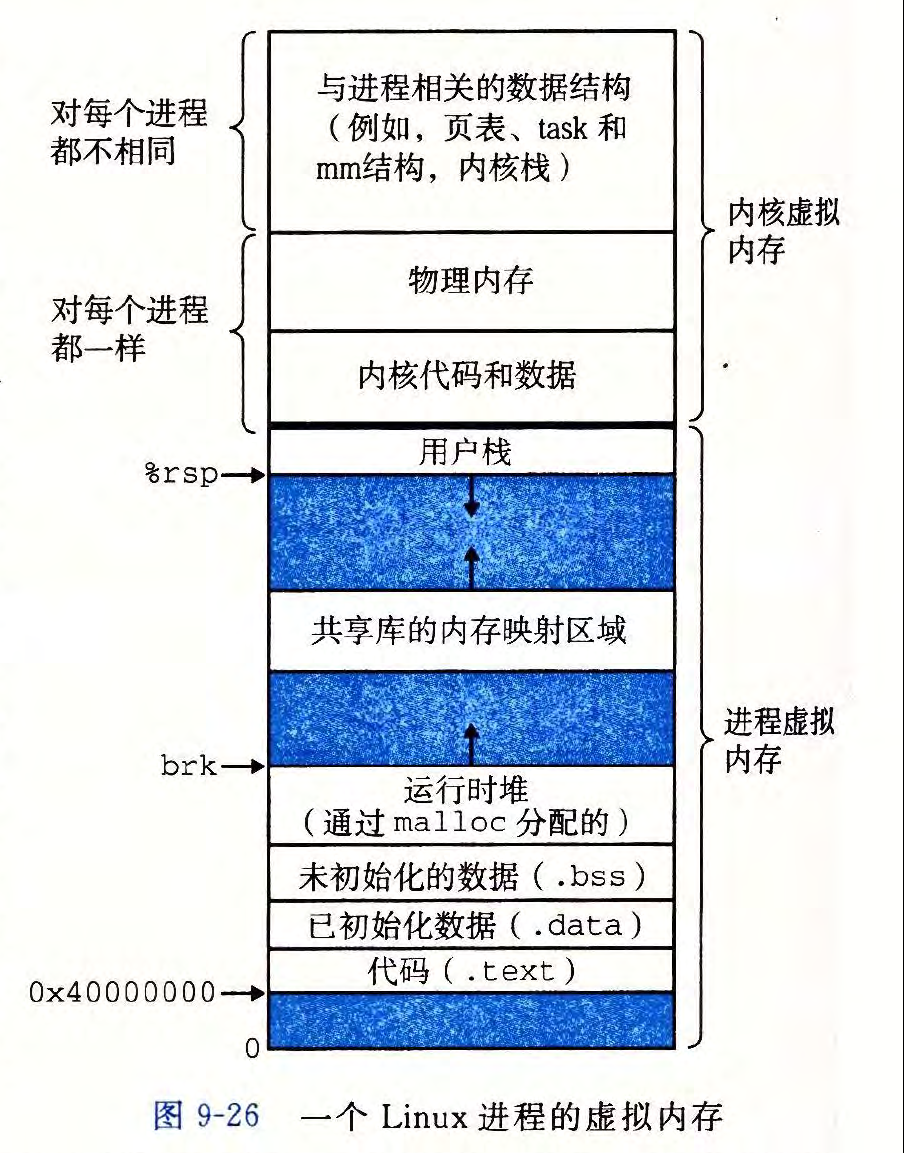 对每个进程
都不相同
与进程相关的数据结构
（例如，页表、task 和
mm结构，内核栈）
内核虚拟
内存
对每个进程
都一样
物理内存
内核代码和数据
用户栈
%rsp
共享库的内存映射区域
进程虚拟
内存
brk
运行时堆
（通过 malloc 分配的）
未初始化的数据（.bss）
已初始化数据（.data）
代码（.text）
0x40000000
0
图 9-26 一个 Linux 进程的虚拟内存